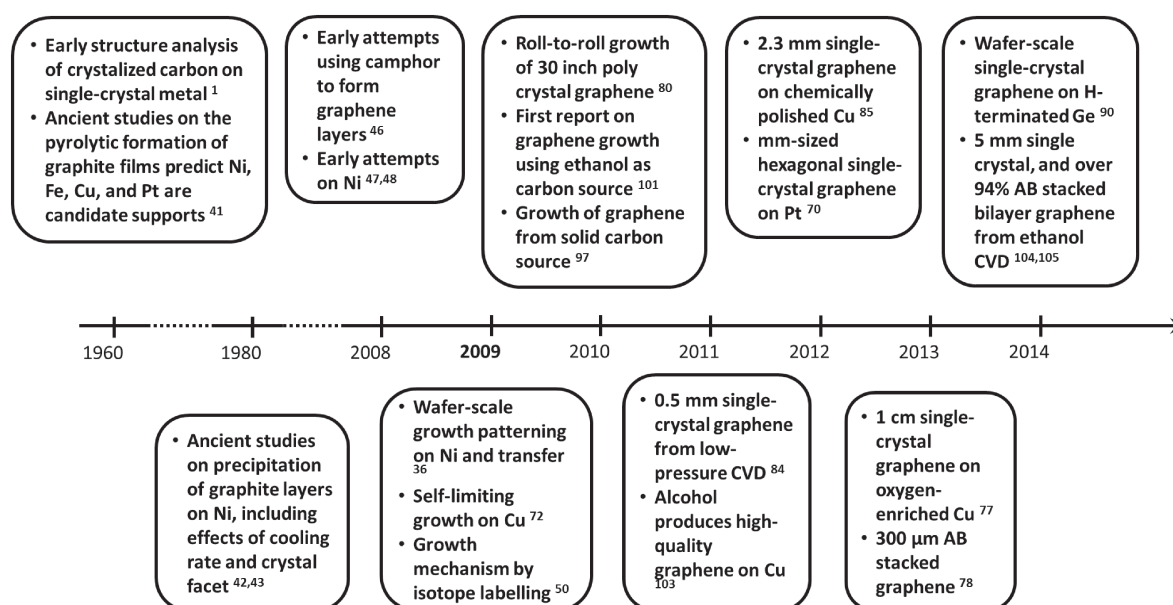 • Early structure analysis
of crystalized carbon on
single-crystal metal 1
• Ancient studies on the
pyrolytic formation of
graphite films predict Ni,
Fe, Cu, and Pt are
candidate supports 41
• Early attempts
using camphor to
form graphene
layers 46
• Early attempts
on Ni 47,48
• Roll-to-roll growth
of 30 inch poly
crystal graphene 80
• First report on
graphene growth
using ethanol as
carbon source 101
• Growth of graphene
from solid carbon
source 97
• 2.3 mm single-
crystal graphene
on chemically
polished Cu 85
• mm-sized
hexagonal single-
crystal graphene
on Pt 70
• Wafer-scale
single-crystal
graphene on H-
terminated Ge 90
• 5 mm single
crystal, and over
94% AB stacked
bilayer graphene
from ethanol
CVD 104,105
1960 1980 2008 2009 2010 2011 2012 2013 2014
• Ancient studies
on precipitation
of graphite layers
on Ni, including
effects of cooling
rate and crystal
facet 42,43
• Wafer-scale
growth patterning
on Ni and transfer
36
• Self-limiting
growth on Cu 72
• Growth
mechanism by
isotope labelling 50
• 0.5 mm single-
crystal graphene
from low-
pressure CVD 84
• Alcohol
produces high-
quality
graphene on Cu
103
• 1 cm single-
crystal
graphene on
oxygen-
enriched Cu 77
• 300 μm AB
stacked
graphene 78